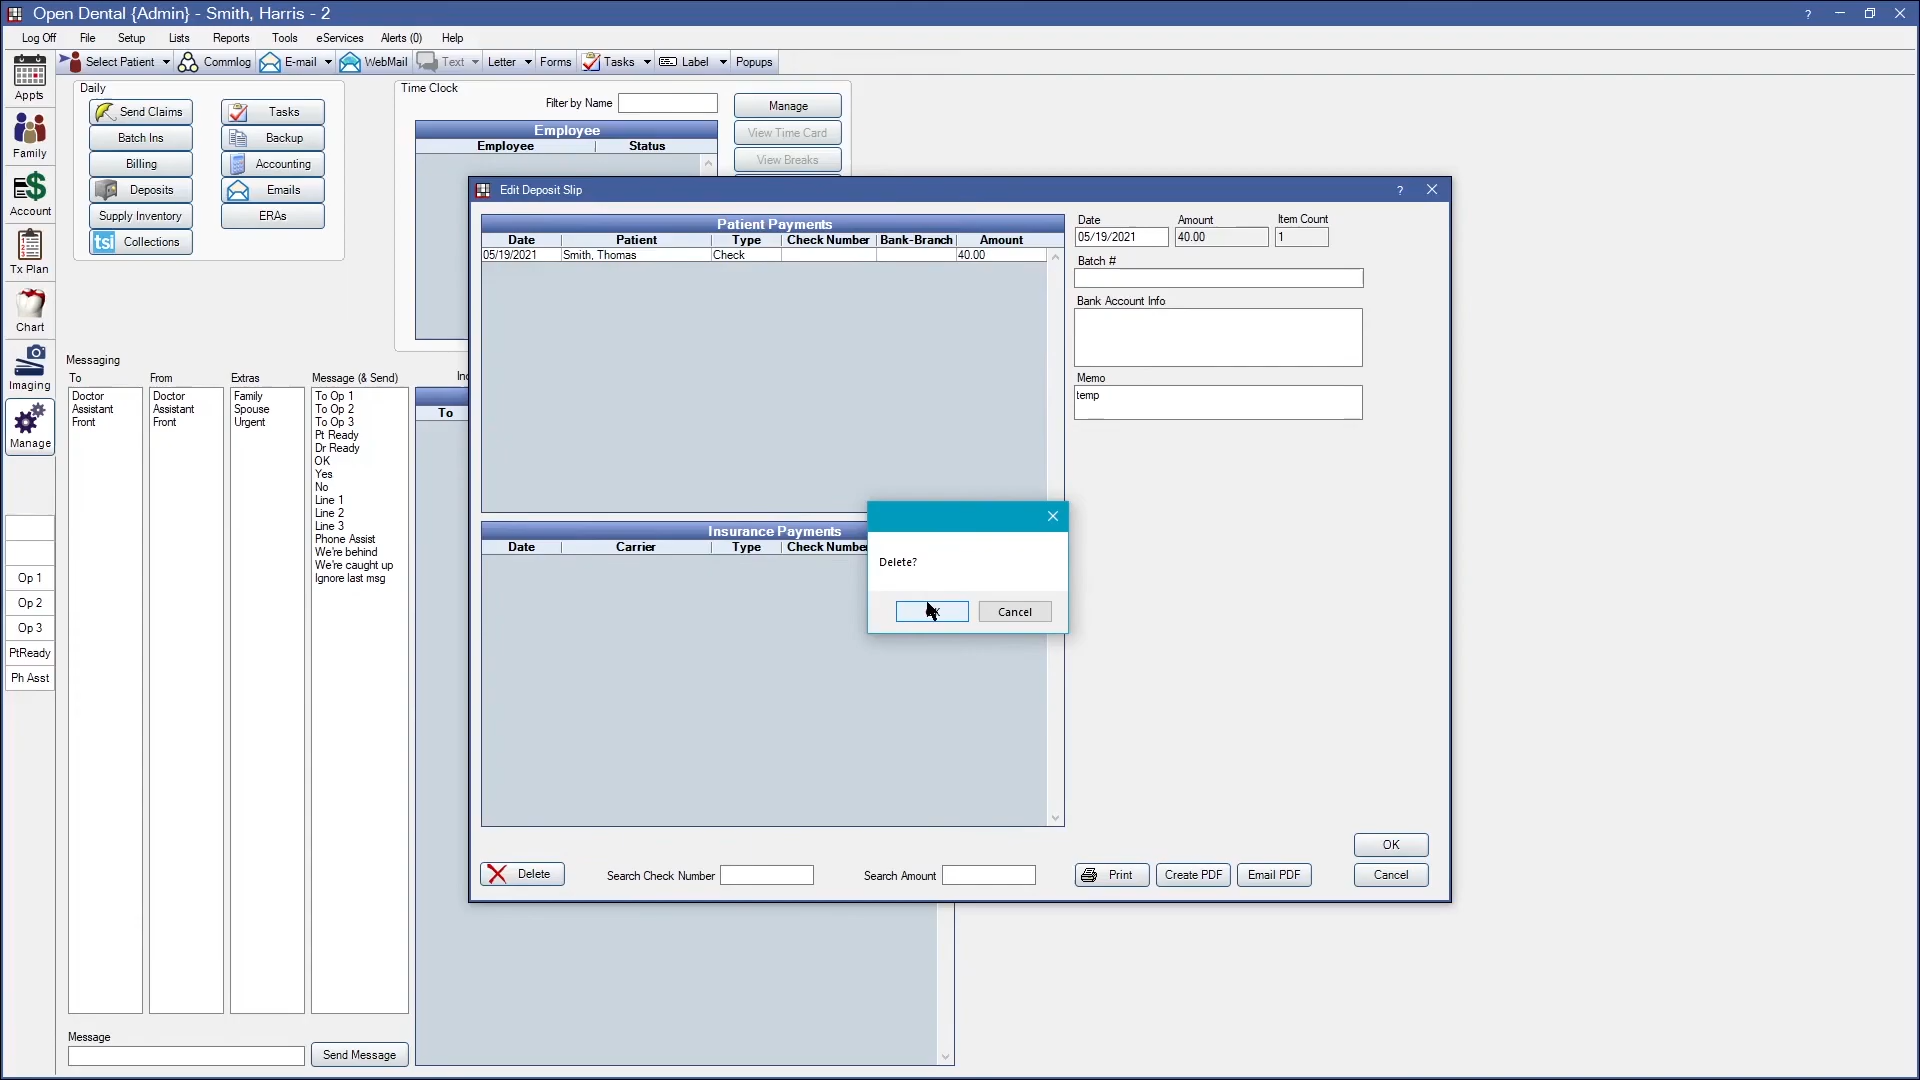 Open Dental {Admin} - Smith, Harris - 2
?
Log Off File Setup Lists Reports Tools eServices Alerts (0) Help
Select Patient Commlog E-mail WebMail Text Letter Forms Tasks Label Popups
Appts
Family
Account
Tx Plan
Chart
Imaging
Manage
Op 1
Op 2
Op 3
PtReady
Ph Asst
Daily
Send Claims Tasks
Batch Ins Backup
Billing Accounting
Deposits Emails
Supply Inventory ERAs
tsi Collections
Time Clock
Filter by Name
Manage
View Time Card
View Breaks
Employee
Employee Status
Messaging
To From Extras Message (& Send)
Doctor
Assistant
Front
Doctor
Assistant
Front
Family
Spouse
Urgent
To Op 1
To Op 2
To Op 3
Pt Ready
Dr Ready
OK
Yes
No
Line 1
Line 2
Line 3
Phone Assist
We're behind
We're caught up
Ignore last msg
To
Message
Send Message
Edit Deposit Slip
?
Patient Payments
Date Patient Type Check Number Bank-Branch Amount
05/19/2021 Smith, Thomas Check 40.00
Insurance Payments
Date Carrier Type Check Number
Date Amount Item Count
05/19/2021 40.00 1
Batch #
Bank Account Info
Memo
temp
Delete?
Cancel
Delete Search Check Number Search Amount Print Create PDF Email PDF
OK
Cancel